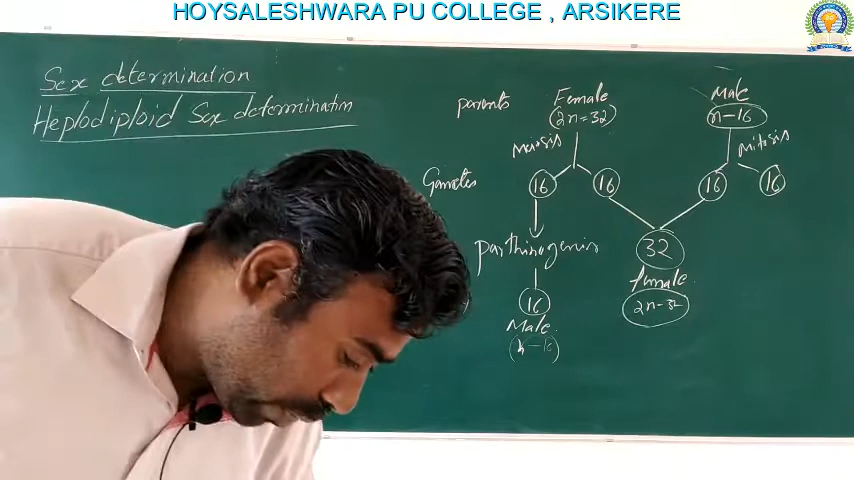 HOYSALESHWARA PU COLLEGE , ARSIKERE
Sex determination
Heplodiploid Sex determination
parents Female Male
2n=32 n-16
meiosis mitosis
Gametes 16 16 16 16
parthinogenis 32
female
16 2n-32
Male
n-16